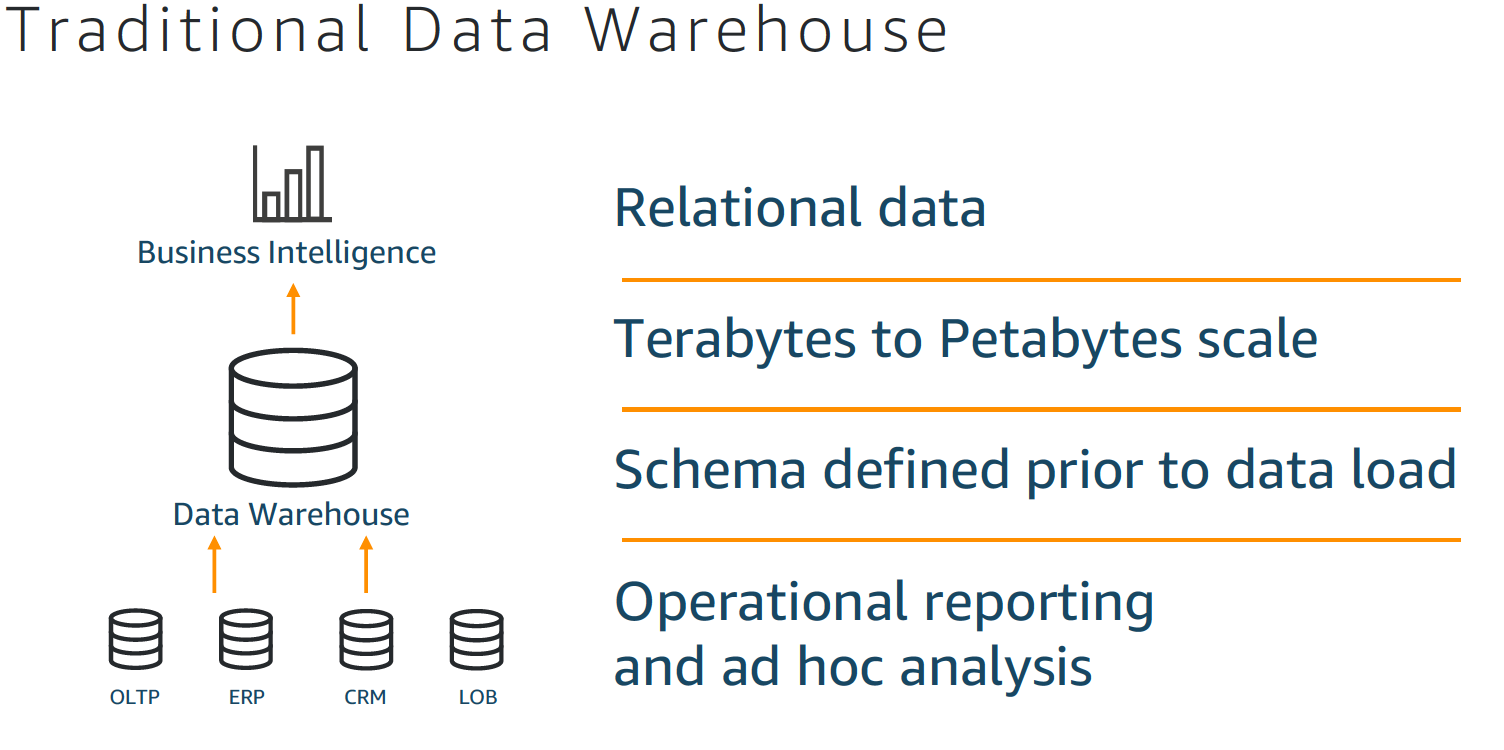 Traditional Data Warehouse
Business Intelligence
Data Warehouse
OLTP
ERP
CRM
LOB
Relational data
Terabytes to Petabytes scale
Schema defined prior to data load
Operational reporting
and ad hoc analysis